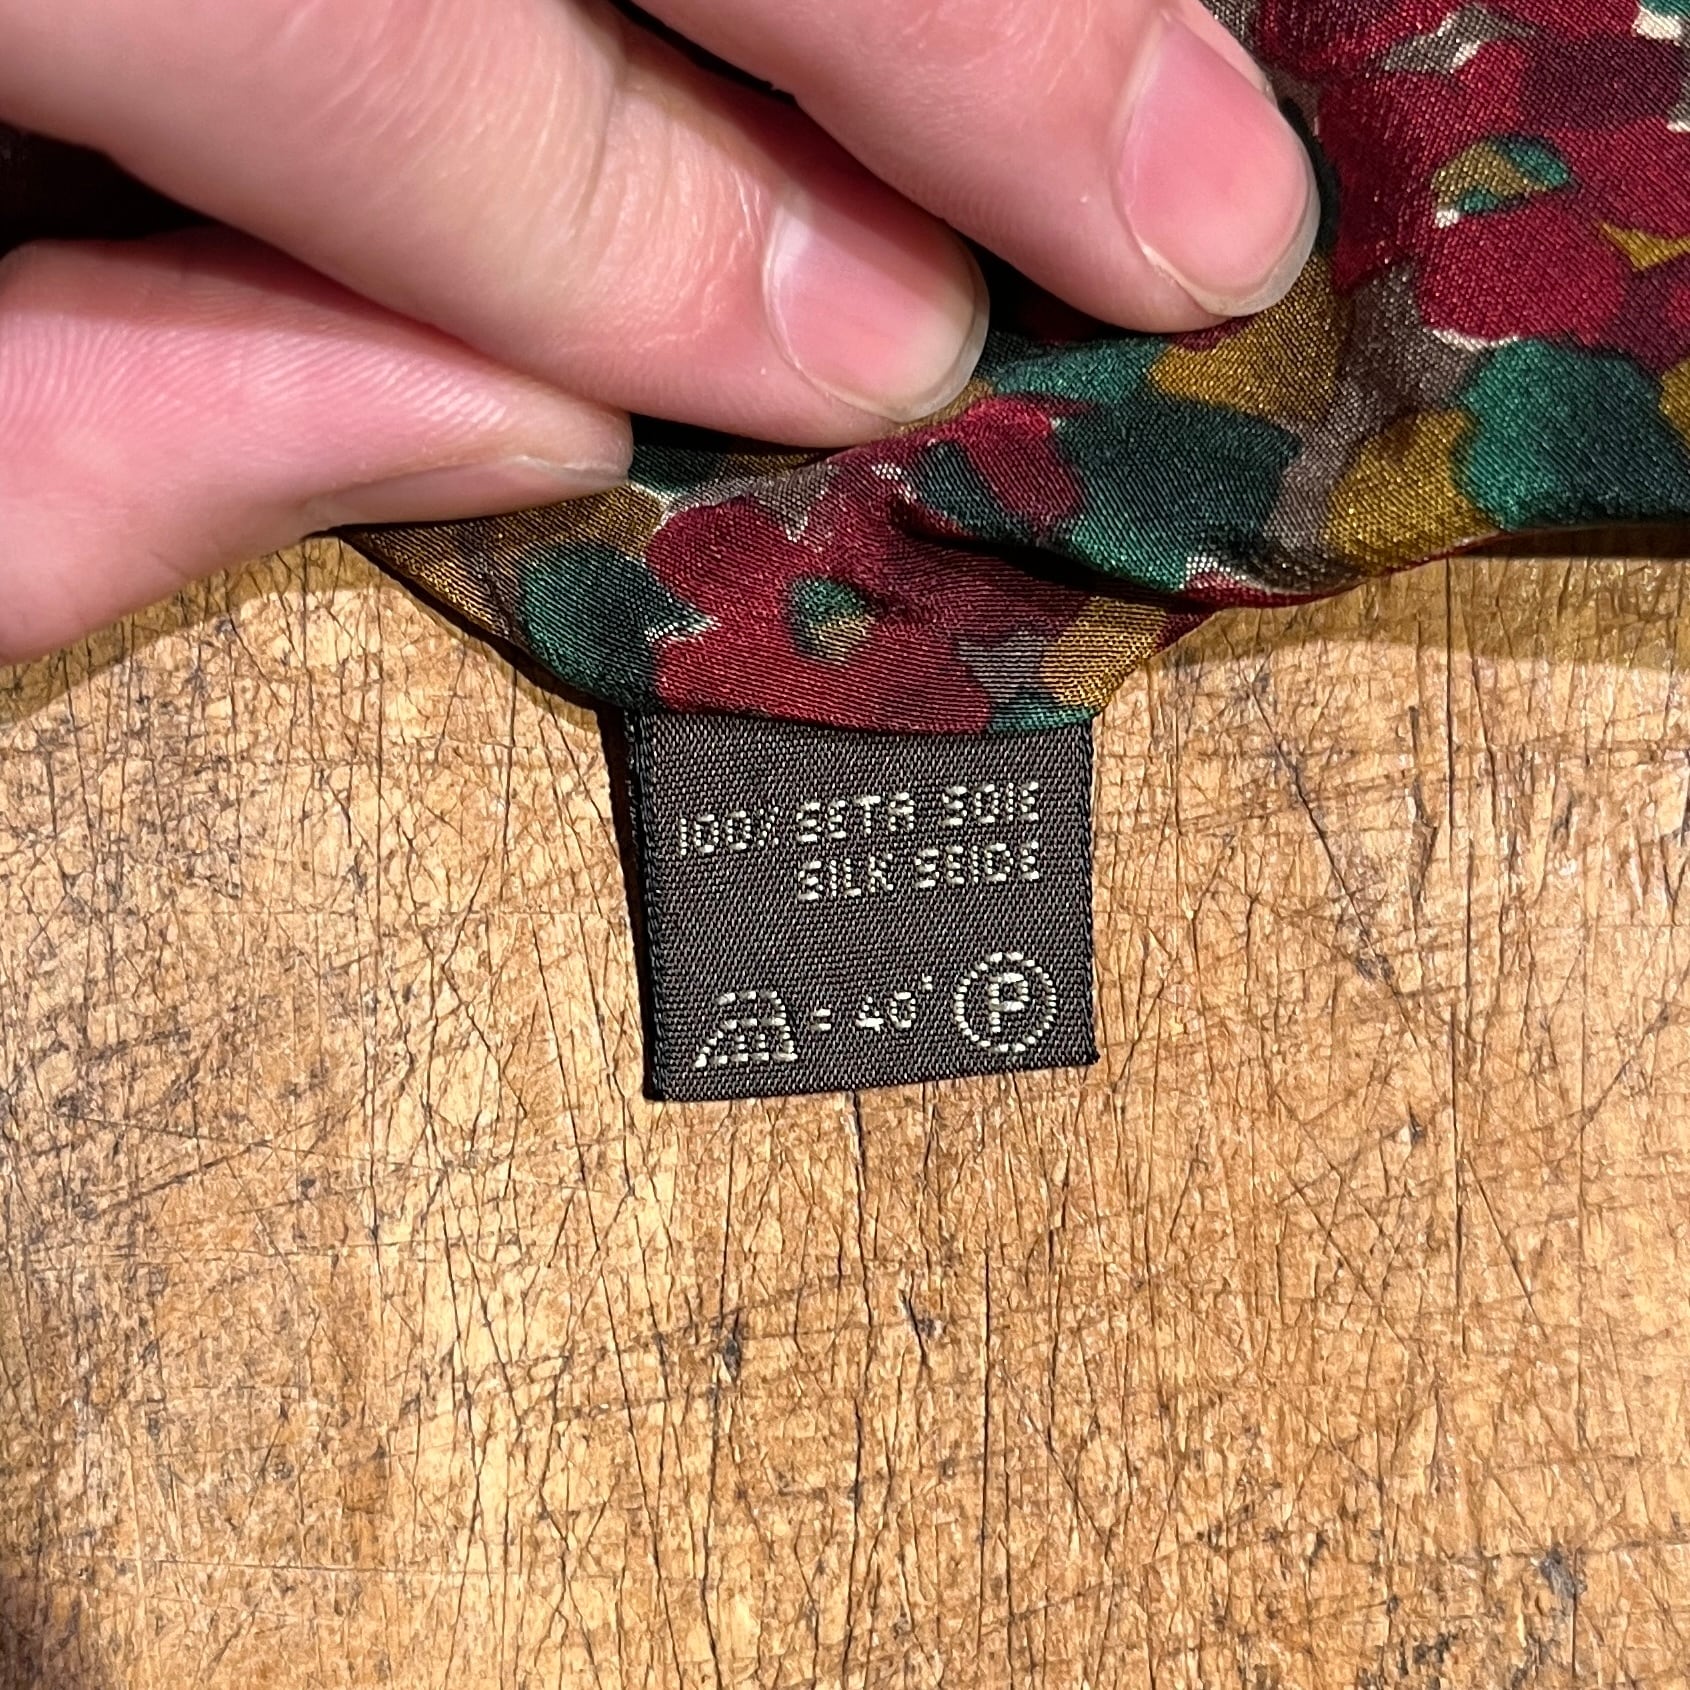 100% SETA SOIE
SILK SEIDE
= 40° P